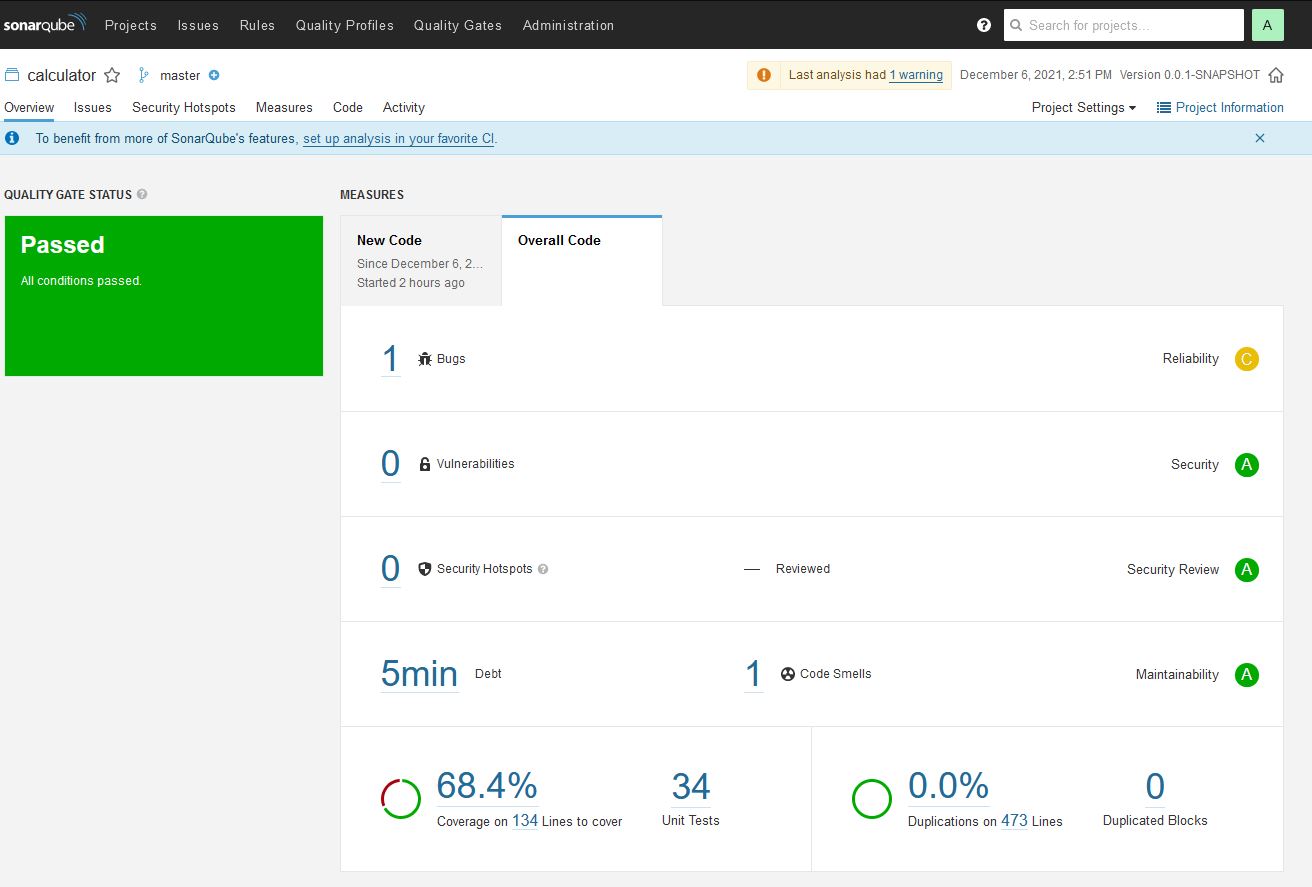 sonarqube Projects Issues Rules Quality Profiles Quality Gates Administration ? Search for projects... A
calculator master Last analysis had 1 warning December 6, 2021, 2:51 PM Version 0.0.1-SNAPSHOT
Overview Issues Security Hotspots Measures Code Activity Project Settings Project Information
To benefit from more of SonarQube's features, set up analysis in your favorite CI.
QUALITY GATE STATUS ?
Passed
All conditions passed.
MEASURES
New Code
Since December 6, 2...
Started 2 hours ago
Overall Code
1 Bugs Reliability C
0 Vulnerabilities Security A
0 Security Hotspots ? — Reviewed Security Review A
5min Debt 1 Code Smells Maintainability A
68.4%
Coverage on 134 Lines to cover
34
Unit Tests
0.0%
Duplications on 473 Lines
0
Duplicated Blocks